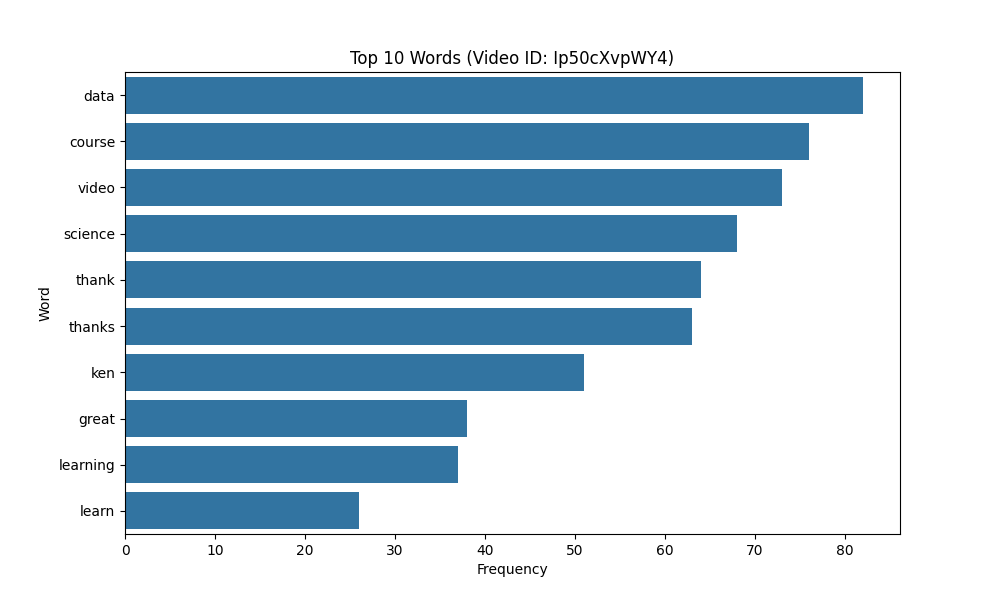 Top 10 Words (Video ID: Ip50cXvpWY4)
data
course
video
science
thank
thanks
ken
great
learning
learn
Word
0 10 20 30 40 50 60 70 80
Frequency